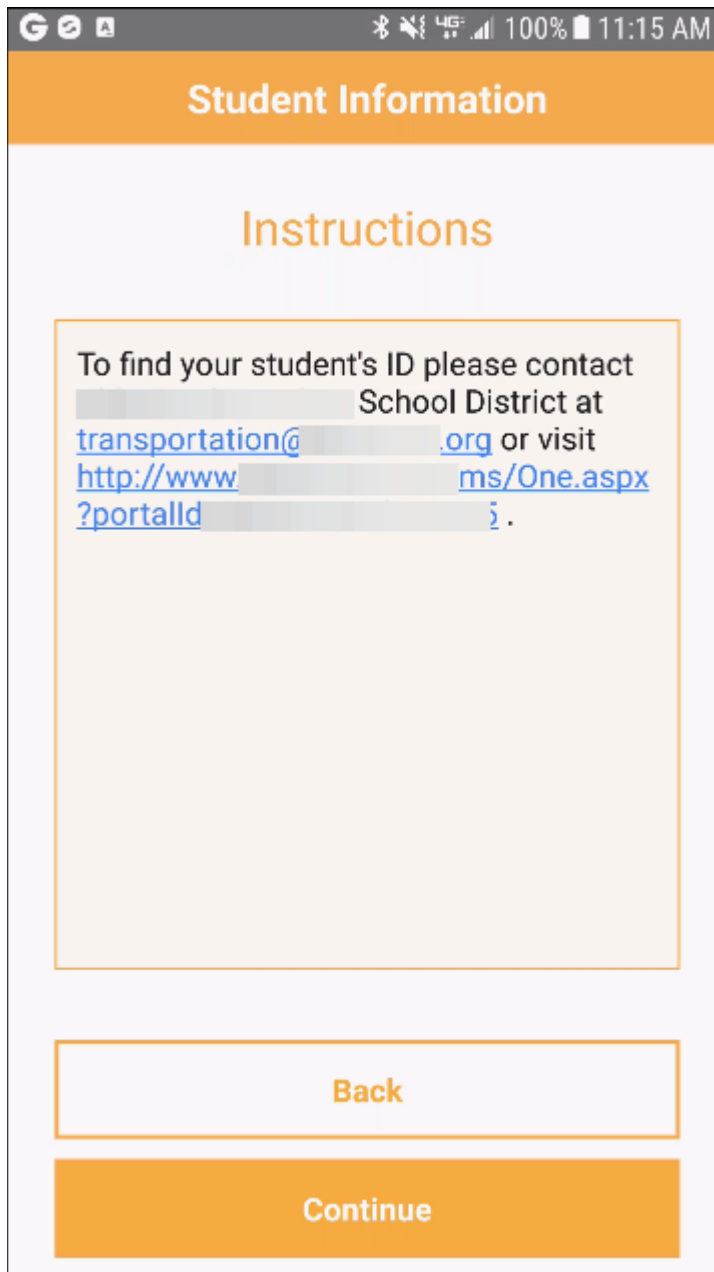 100% 11:15 AM
Student Information
Instructions
To find your student's ID please contact
School District at
transportation@ .org or visit
http://www. ms/One.aspx
?portalId 5 .
Back
Continue